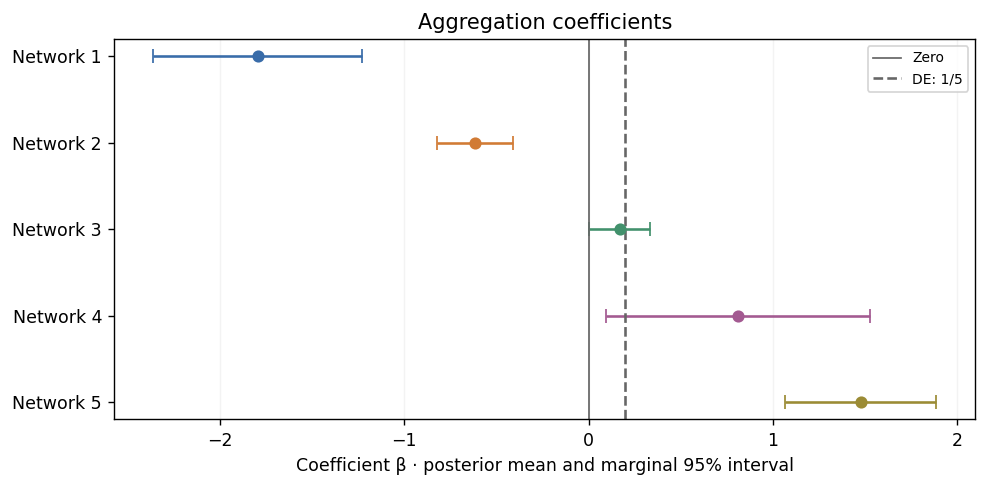 Aggregation coefficients
Network 1
Network 2
Network 3
Network 4
Network 5
Zero
DE: 1/5
−2
−1
0
1
2
Coefficient β · posterior mean and marginal 95% interval